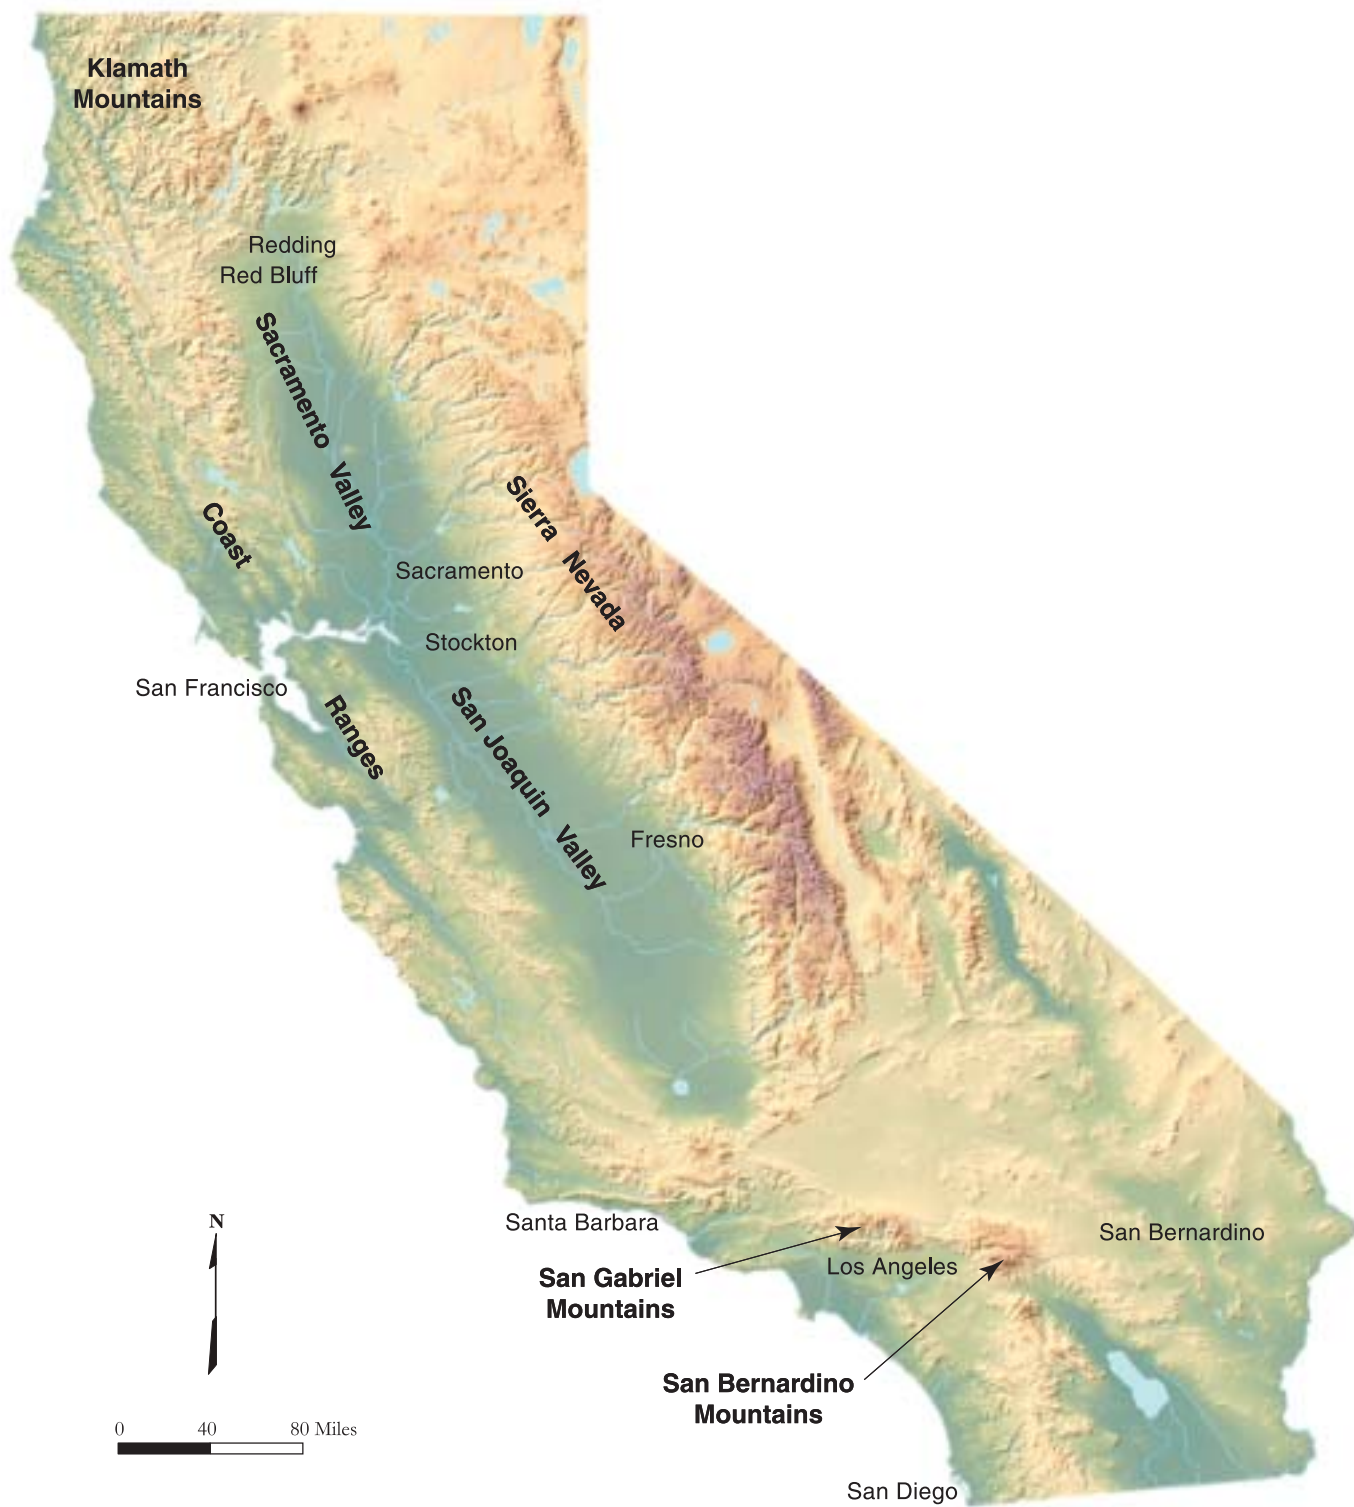 Klamath
Mountains
Redding
Red Bluff
Sacramento Valley
Sierra Nevada
Coast
Sacramento
Stockton
San Francisco
Ranges
San Joaquin Valley
Fresno
Santa Barbara
San Bernardino
San Gabriel
Mountains
Los Angeles
San Bernardino
Mountains
N
0 40 80 Miles
San Diego